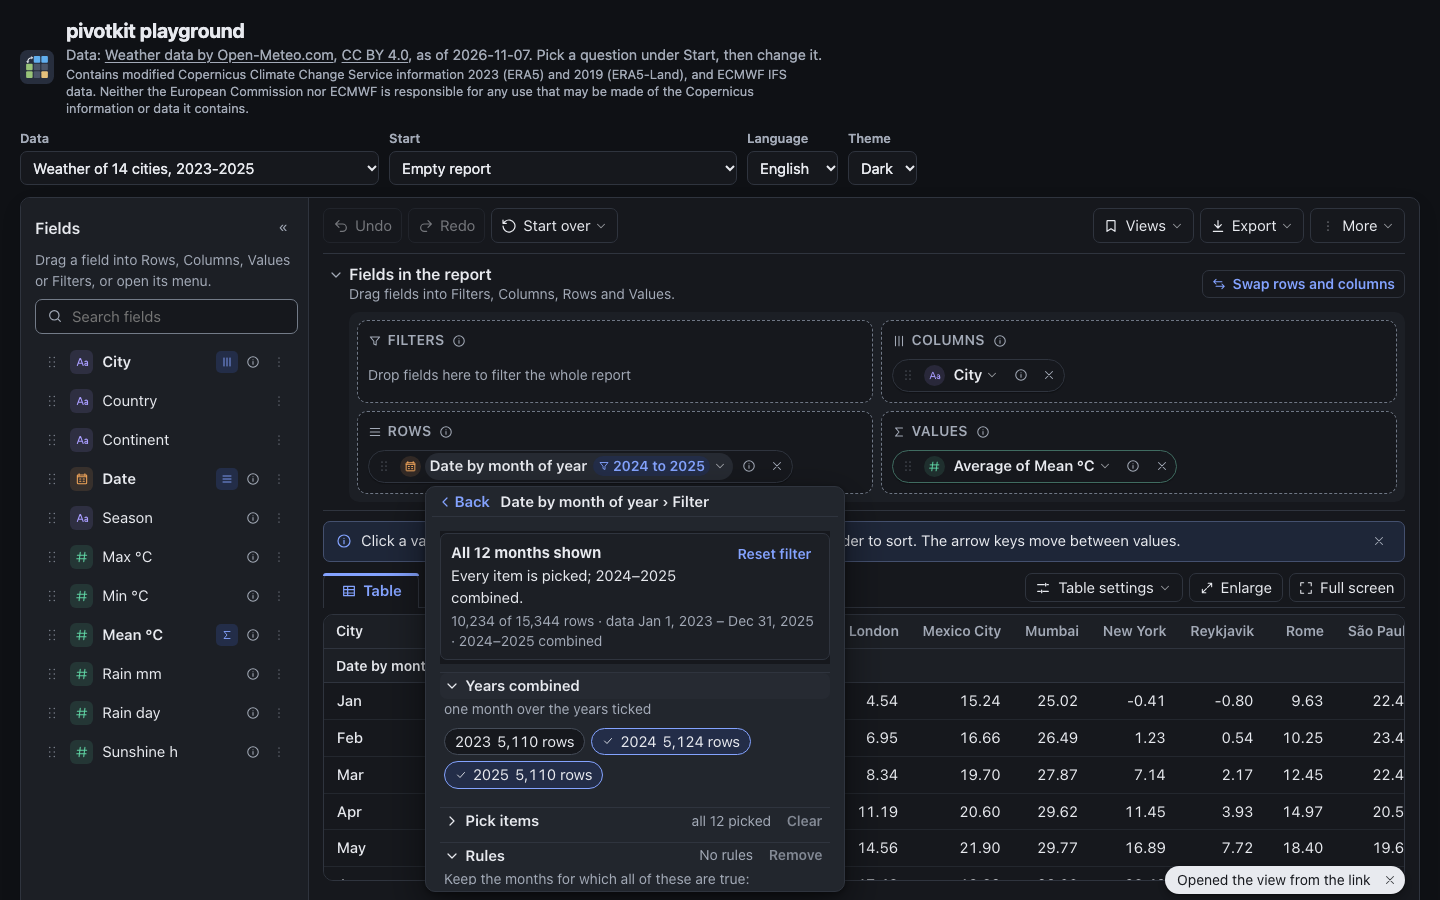 pivotkit playground
Data: Weather data by Open-Meteo.com, CC BY 4.0, as of 2026-11-07. Pick a question under Start, then change it.
Contains modified Copernicus Climate Change Service information 2023 (ERA5) and 2019 (ERA5-Land), and ECMWF IFS
data. Neither the European Commission nor ECMWF is responsible for any use that may be made of the Copernicus
information or data it contains.
Data Start Language Theme
Weather of 14 cities, 2023-2025 Empty report English Dark
Fields «
Drag a field into Rows, Columns, Values
or Filters, or open its menu.
Search fields
Aa City
Aa Country
Aa Continent
Date
Aa Season
# Max °C
# Min °C
# Mean °C Σ
# Rain mm
# Rain day
# Sunshine h
Undo Redo Start over Views Export More
Fields in the report
Drag fields into Filters, Columns, Rows and Values.
Swap rows and columns
FILTERS
Drop fields here to filter the whole report
COLUMNS
Aa City
ROWS
Date by month of year 2024 to 2025
Σ VALUES
# Average of Mean °C
Back Date by month of year › Filter
All 12 months shown Reset filter
Every item is picked; 2024–2025
combined.
10,234 of 15,344 rows · data Jan 1, 2023 – Dec 31, 2025
· 2024–2025 combined
Years combined
one month over the years ticked
2023 5,110 rows 2024 5,124 rows
2025 5,110 rows
Pick items all 12 picked Clear
Rules No rules Remove
Keep the months for which all of these are true:
Click a va
der to sort. The arrow keys move between values.
Table Table settings Enlarge Full screen
City London Mexico City Mumbai New York Reykjavik Rome São Paul
Date by mont
Jan 4.54 15.24 25.02 -0.41 -0.80 9.63 22.4
Feb 6.95 16.66 26.49 1.23 0.54 10.25 23.4
Mar 8.34 19.70 27.87 7.14 2.17 12.45 22.4
Apr 11.19 20.60 29.62 11.45 3.93 14.97 20.5
May 14.56 21.90 29.77 16.89 7.72 18.40 19.6
Opened the view from the link